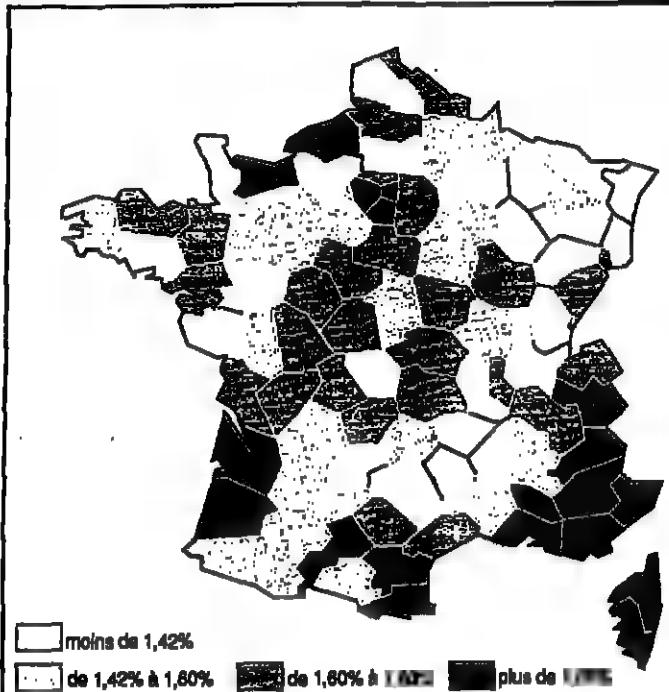 moins de 1,42%
de 1,42% à 1,60% de 1,60% à plus de